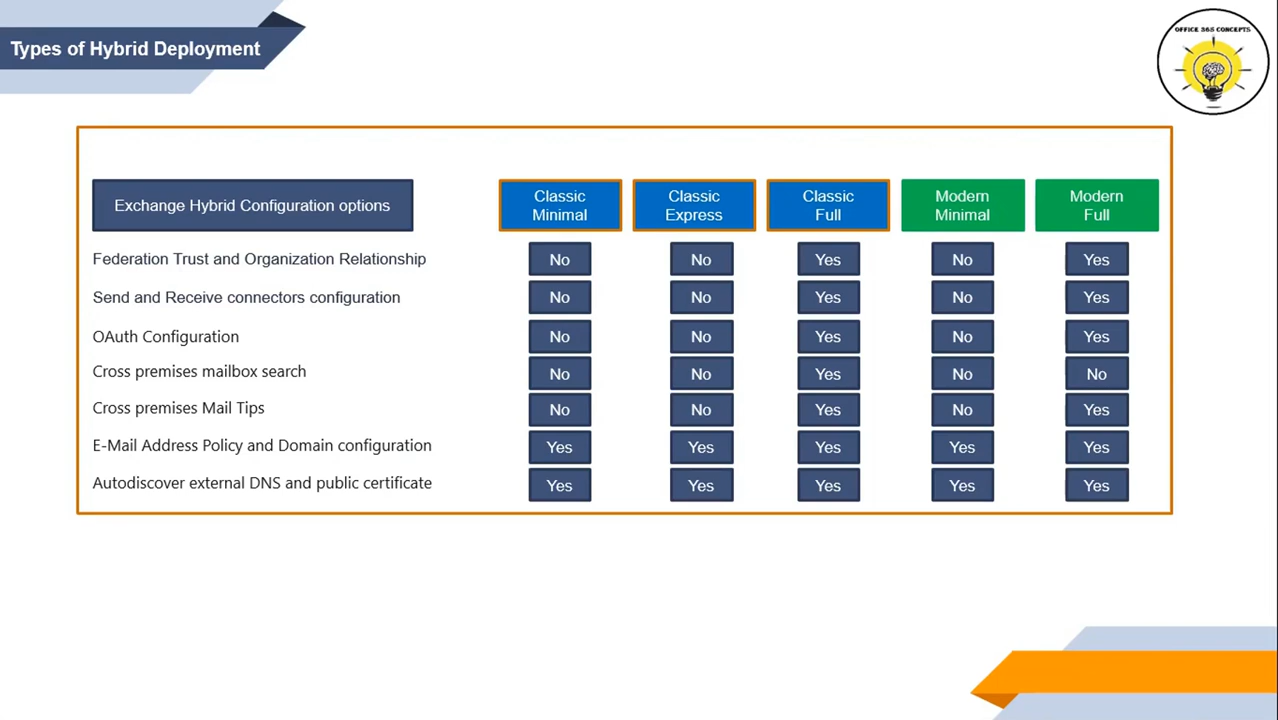 Types of Hybrid Deployment
OFFICE 365 CONCEPTS
Exchange Hybrid Configuration options
Classic Minimal
Classic Express
Classic Full
Modern Minimal
Modern Full
Federation Trust and Organization Relationship No No Yes No Yes
Send and Receive connectors configuration No No Yes No Yes
OAuth Configuration No No Yes No Yes
Cross premises mailbox search No No Yes No No
Cross premises Mail Tips No No Yes No Yes
E-Mail Address Policy and Domain configuration Yes Yes Yes Yes Yes
Autodiscover external DNS and public certificate Yes Yes Yes Yes Yes